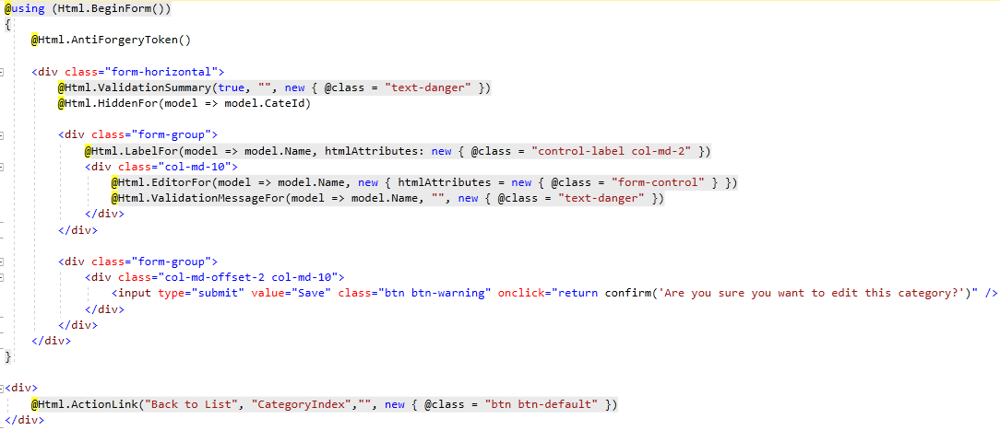 @using (Html.BeginForm())
{
@Html.AntiForgeryToken()
<div class="form-horizontal">
@Html.ValidationSummary(true, "", new { @class = "text-danger" })
@Html.HiddenFor(model => model.CateId)
<div class="form-group">
@Html.LabelFor(model => model.Name, htmlAttributes: new { @class = "control-label col-md-2" })
<div class="col-md-10">
@Html.EditorFor(model => model.Name, new { htmlAttributes = new { @class = "form-control" } })
@Html.ValidationMessageFor(model => model.Name, "", new { @class = "text-danger" })
</div>
</div>
<div class="form-group">
<div class="col-md-offset-2 col-md-10">
<input type="submit" value="Save" class="btn btn-warning" onclick="return confirm('Are you sure you want to edit this category?')" />
</div>
</div>
</div>
}
<div>
@Html.ActionLink("Back to List", "CategoryIndex","", new { @class = "btn btn-default" })
</div>